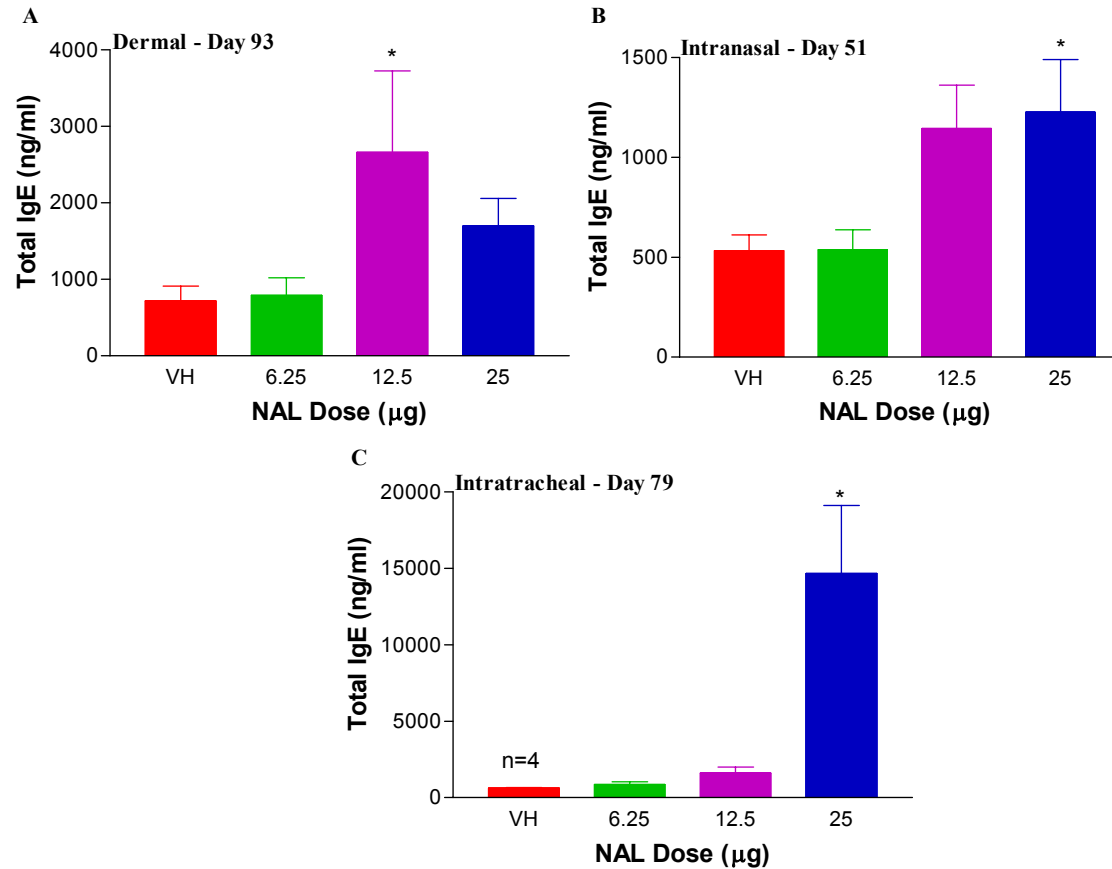 A
Dermal - Day 93
4000
3000
2000
1000
0
Total IgE (ng/ml)
*
VH 6.25 12.5 25
NAL Dose (μg)
B
Intranasal - Day 51
1500
1000
500
0
Total IgE (ng/ml)
*
VH 6.25 12.5 25
NAL Dose (μg)
C
Intratracheal - Day 79
20000
15000
10000
5000
0
Total IgE (ng/ml)
n=4
*
VH 6.25 12.5 25
NAL Dose (μg)